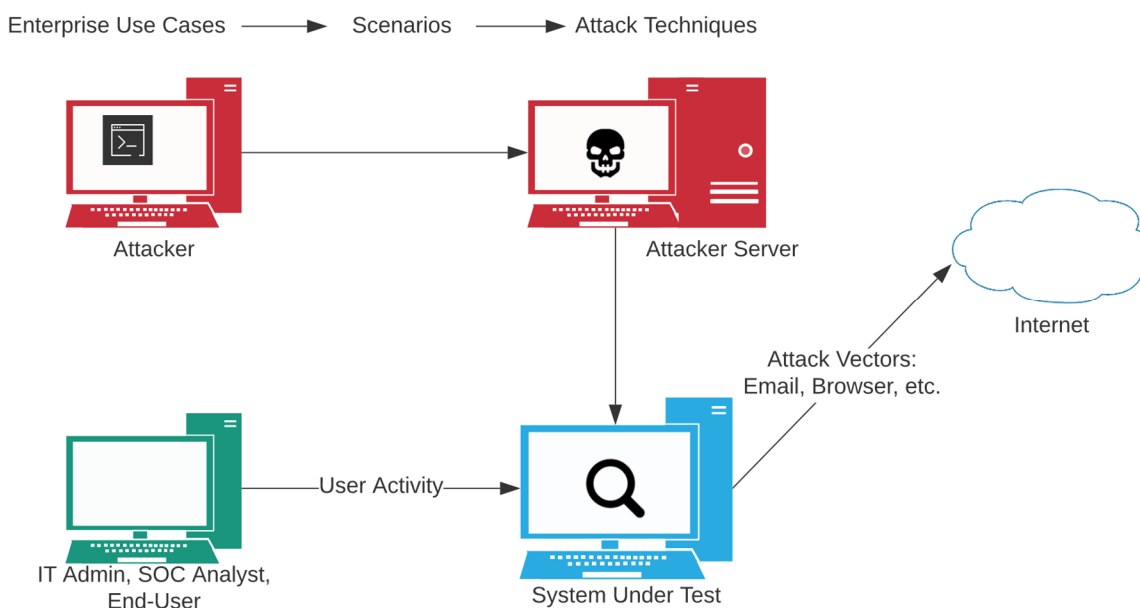 Enterprise Use Cases
Scenarios
Attack Techniques
>_
Attacker
Attacker Server
Internet
Attack Vectors:
Email, Browser, etc.
User Activity
IT Admin, SOC Analyst,
End-User
System Under Test